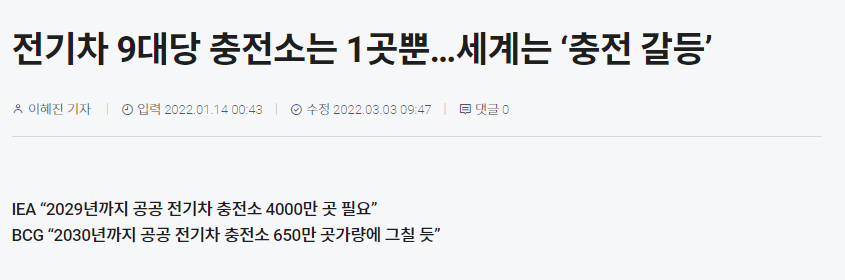 전기차 9대당 충전소는 1곳뿐...세계는 ‘충전 갈등’
이혜진 기자 입력 2022.01.14 00:43 수정 2022.03.03 09:47 댓글 0
IEA “2029년까지 공공 전기차 충전소 4000만 곳 필요”
BCG “2030년까지 공공 전기차 충전소 650만 곳가량에 그칠 듯”